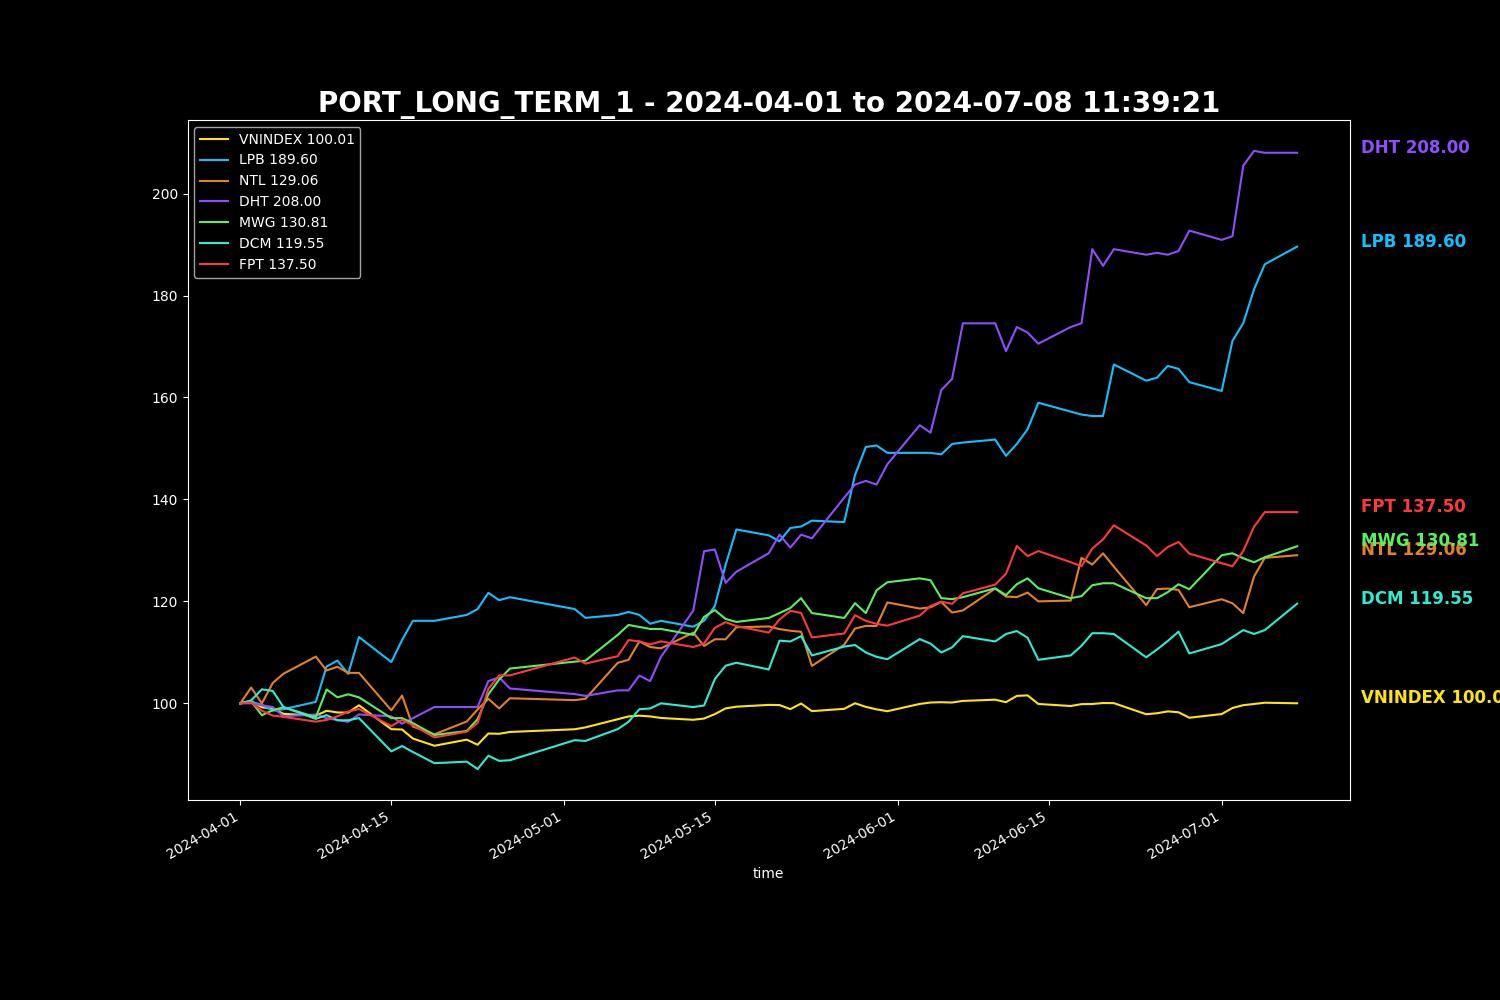 PORT_LONG_TERM_1 - 2024-04-01 to 2024-07-08 11:39:21
VNINDEX 100.01
LPB 189.60
NTL 129.06
DHT 208.00
MWG 130.81
DCM 119.55
FPT 137.50
200
180
160
140
120
100
DHT 208.00
LPB 189.60
FPT 137.50
MWG 130.81
NTL 129.06
DCM 119.55
VNINDEX 100.0
2024-04-01
2024-04-15
2024-05-01
2024-05-15
2024-06-01
2024-06-15
2024-07-01
time